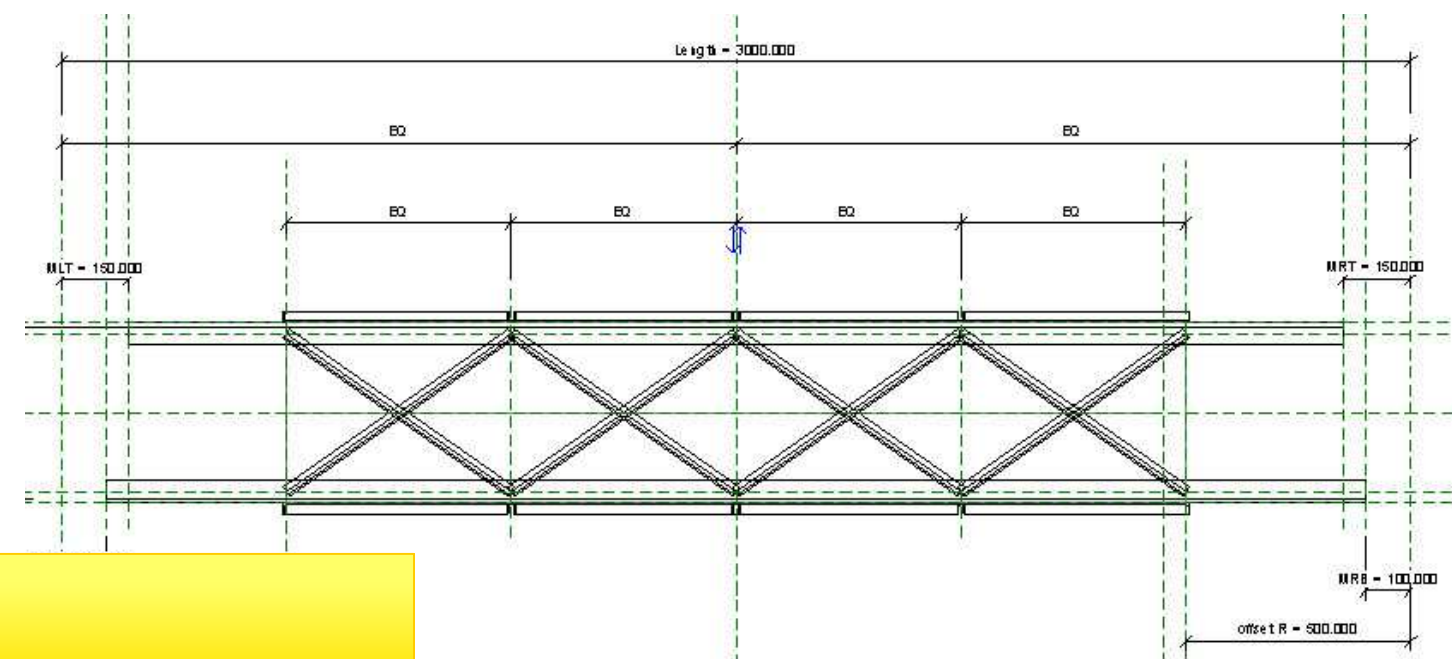 Length = 3000.000
EQ
EQ
EQ
EQ
EQ
EQ
MLT = 150.000
MRT = 150.000
MRB = 100.000
offset R = 500.000